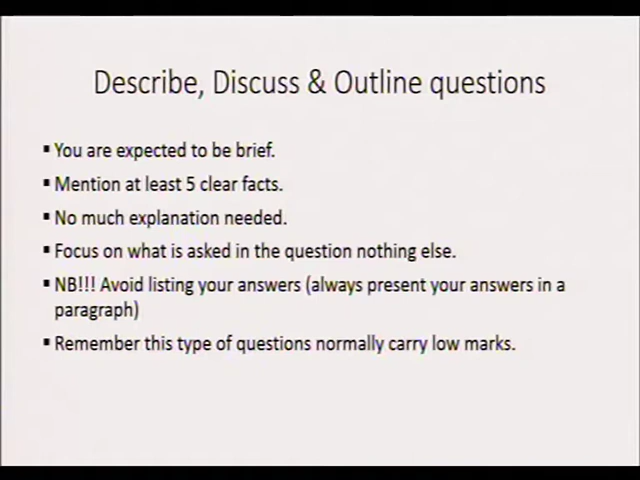 Describe, Discuss & Outline questions
▪ You are expected to be brief.
▪ Mention at least 5 clear facts.
▪ No much explanation needed.
▪ Focus on what is asked in the question nothing else.
▪ NB!!! Avoid listing your answers (always present your answers in a
paragraph)
▪ Remember this type of questions normally carry low marks.